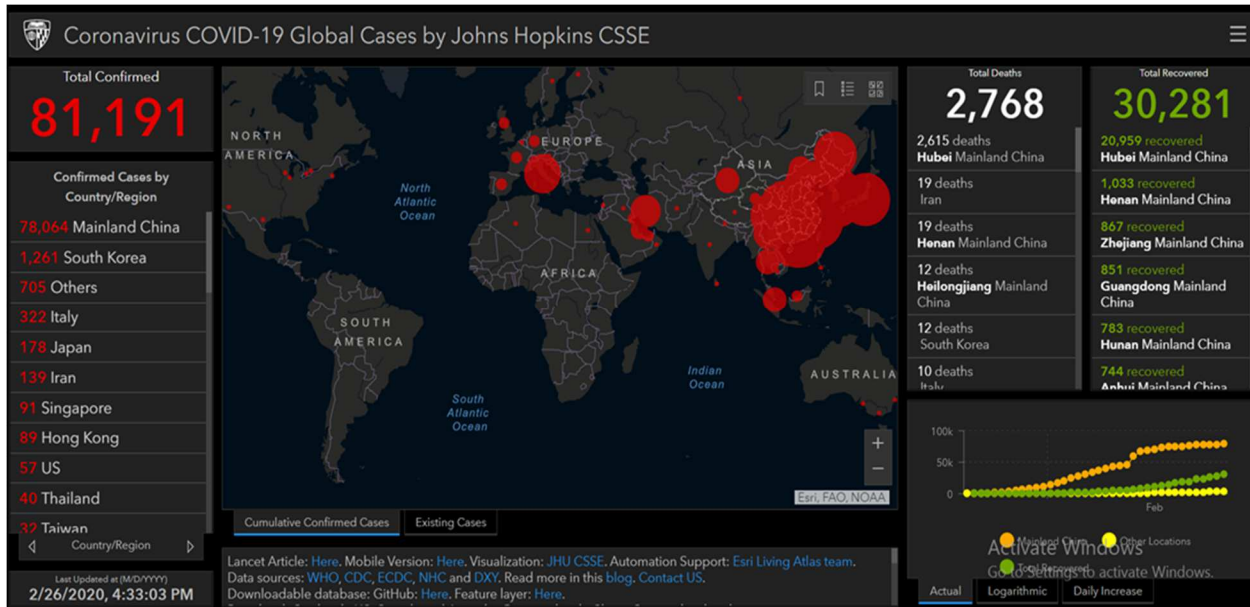 Coronavirus COVID-19 Global Cases by Johns Hopkins CSSE
Total Confirmed
81,191
Confirmed Cases by
Country/Region
78,064 Mainland China
1,261 South Korea
705 Others
322 Italy
178 Japan
139 Iran
91 Singapore
89 Hong Kong
57 US
40 Thailand
32 Taiwan
Country/Region
Last Updated at (M/D/YYYY)
2/26/2020, 4:33:03 PM
NORTH
AMERICA
EUROPE
ASIA
North
Atlantic
Ocean
AFRICA
SOUTH
AMERICA
Indian
Ocean
AUSTRALIA
South
Atlantic
Ocean
+
−
Esri, FAO, NOAA
Cumulative Confirmed Cases
Existing Cases
Lancet Article: Here. Mobile Version: Here. Visualization: JHU CSSE. Automation Support: Esri Living Atlas team.
Data sources: WHO, CDC, ECDC, NHC and DXY. Read more in this blog. Contact US.
Downloadable database: GitHub: Here. Feature layer: Here.
Total Deaths
2,768
2,615 deaths
Hubei Mainland China
19 deaths
Iran
19 deaths
Henan Mainland China
12 deaths
Heilongjiang Mainland
China
12 deaths
South Korea
10 deaths
Italy
Total Recovered
30,281
20,959 recovered
Hubei Mainland China
1,033 recovered
Henan Mainland China
867 recovered
Zhejiang Mainland China
851 recovered
Guangdong Mainland
China
783 recovered
Hunan Mainland China
744 recovered
Anhui Mainland China
100k
50k
0
Feb
Mainland China
Other Locations
Total Recovered
Activate Windows
Go to Settings to activate Windows.
Actual
Logarithmic
Daily Increase